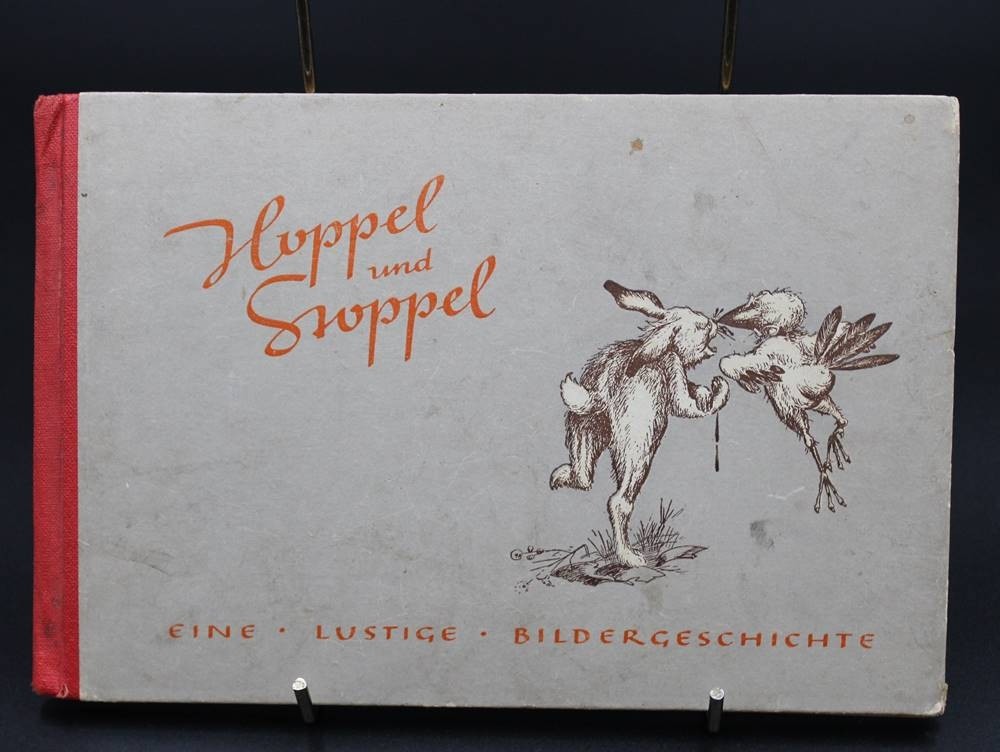 Hoppel
und
Stoppel
EINE · LUSTIGE · BILDERGESCHICHTE